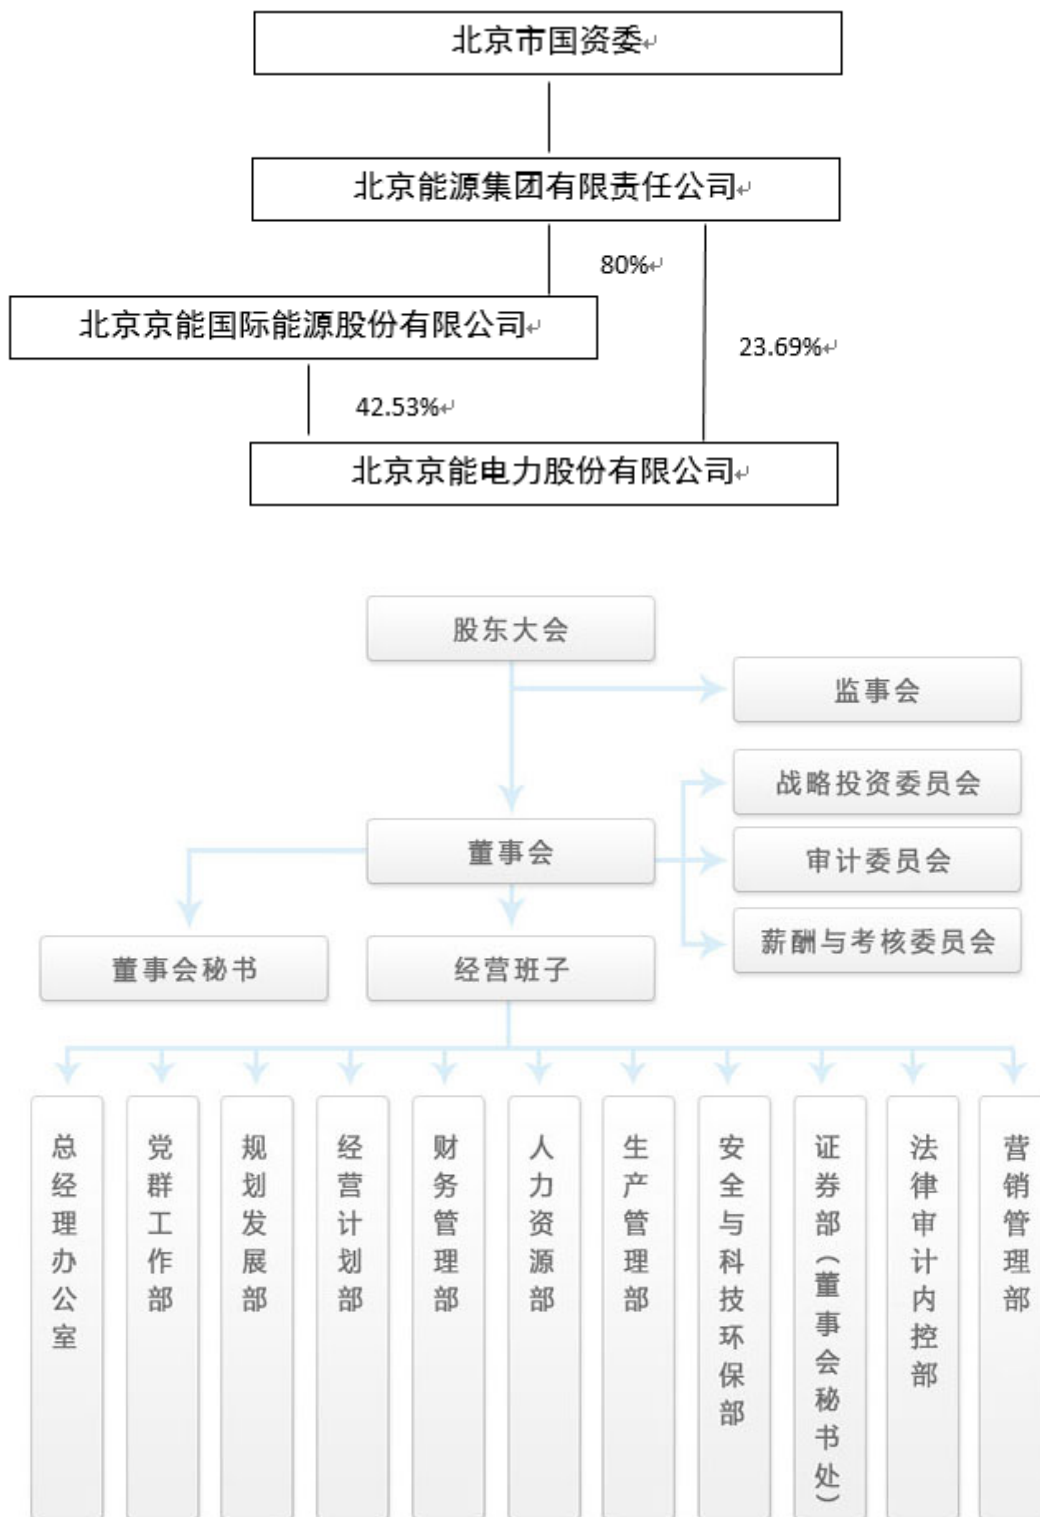 北京市国资委
北京能源集团有限责任公司
80%
北京京能国际能源股份有限公司
23.69%
42.53%
北京京能电力股份有限公司
股东大会
监事会
战略投资委员会
董事会
审计委员会
薪酬与考核委员会
董事会秘书
经营班子
总经理办公室
党群工作部
规划发展部
经营计划部
财务管理部
人力资源部
生产管理部
安全与科技环保部
证券部（董事会秘书处）
法律审计内控部
营销管理部